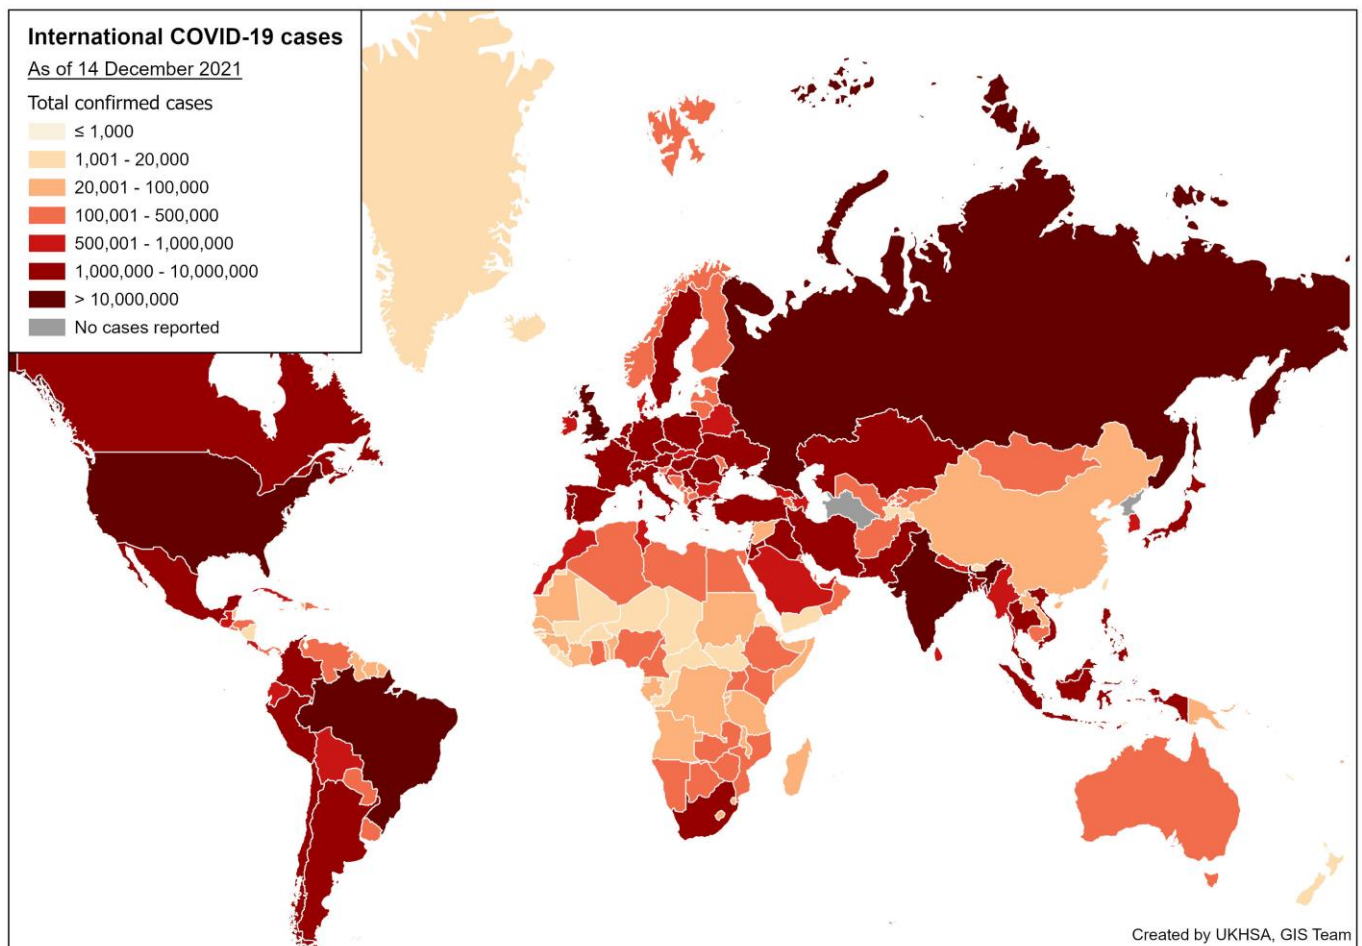 International COVID-19 cases
As of 14 December 2021
Total confirmed cases
≤ 1,000
1,001 - 20,000
20,001 - 100,000
100,001 - 500,000
500,001 - 1,000,000
1,000,000 - 10,000,000
> 10,000,000
No cases reported
Created by UKHSA, GIS Team